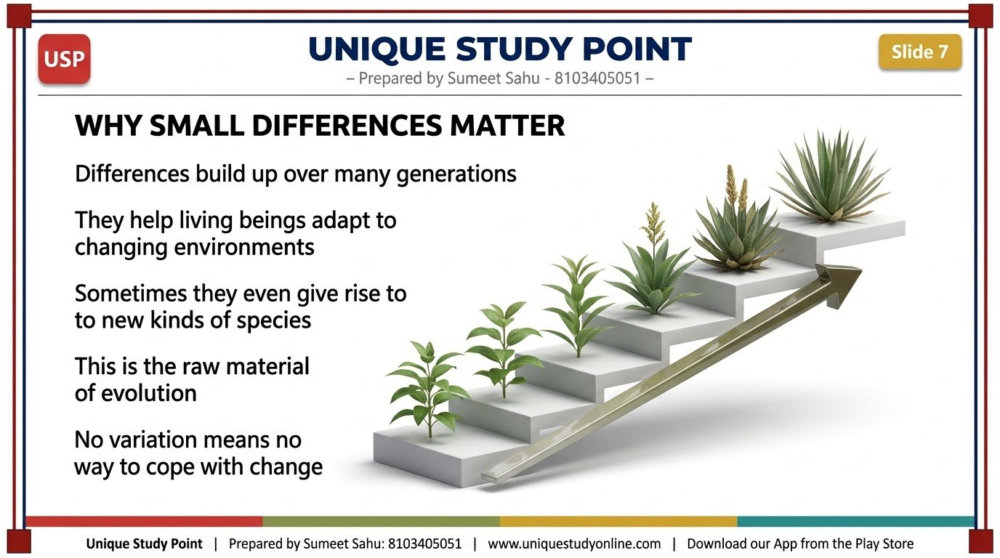 USP
UNIQUE STUDY POINT
– Prepared by Sumeet Sahu - 8103405051 –
Slide 7
WHY SMALL DIFFERENCES MATTER
Differences build up over many generations
They help living beings adapt to
changing environments
Sometimes they even give rise to
to new kinds of species
This is the raw material
of evolution
No variation means no
way to cope with change
Unique Study Point | Prepared by Sumeet Sahu: 8103405051 | www.uniquestudyonline.com | Download our App from the Play Store